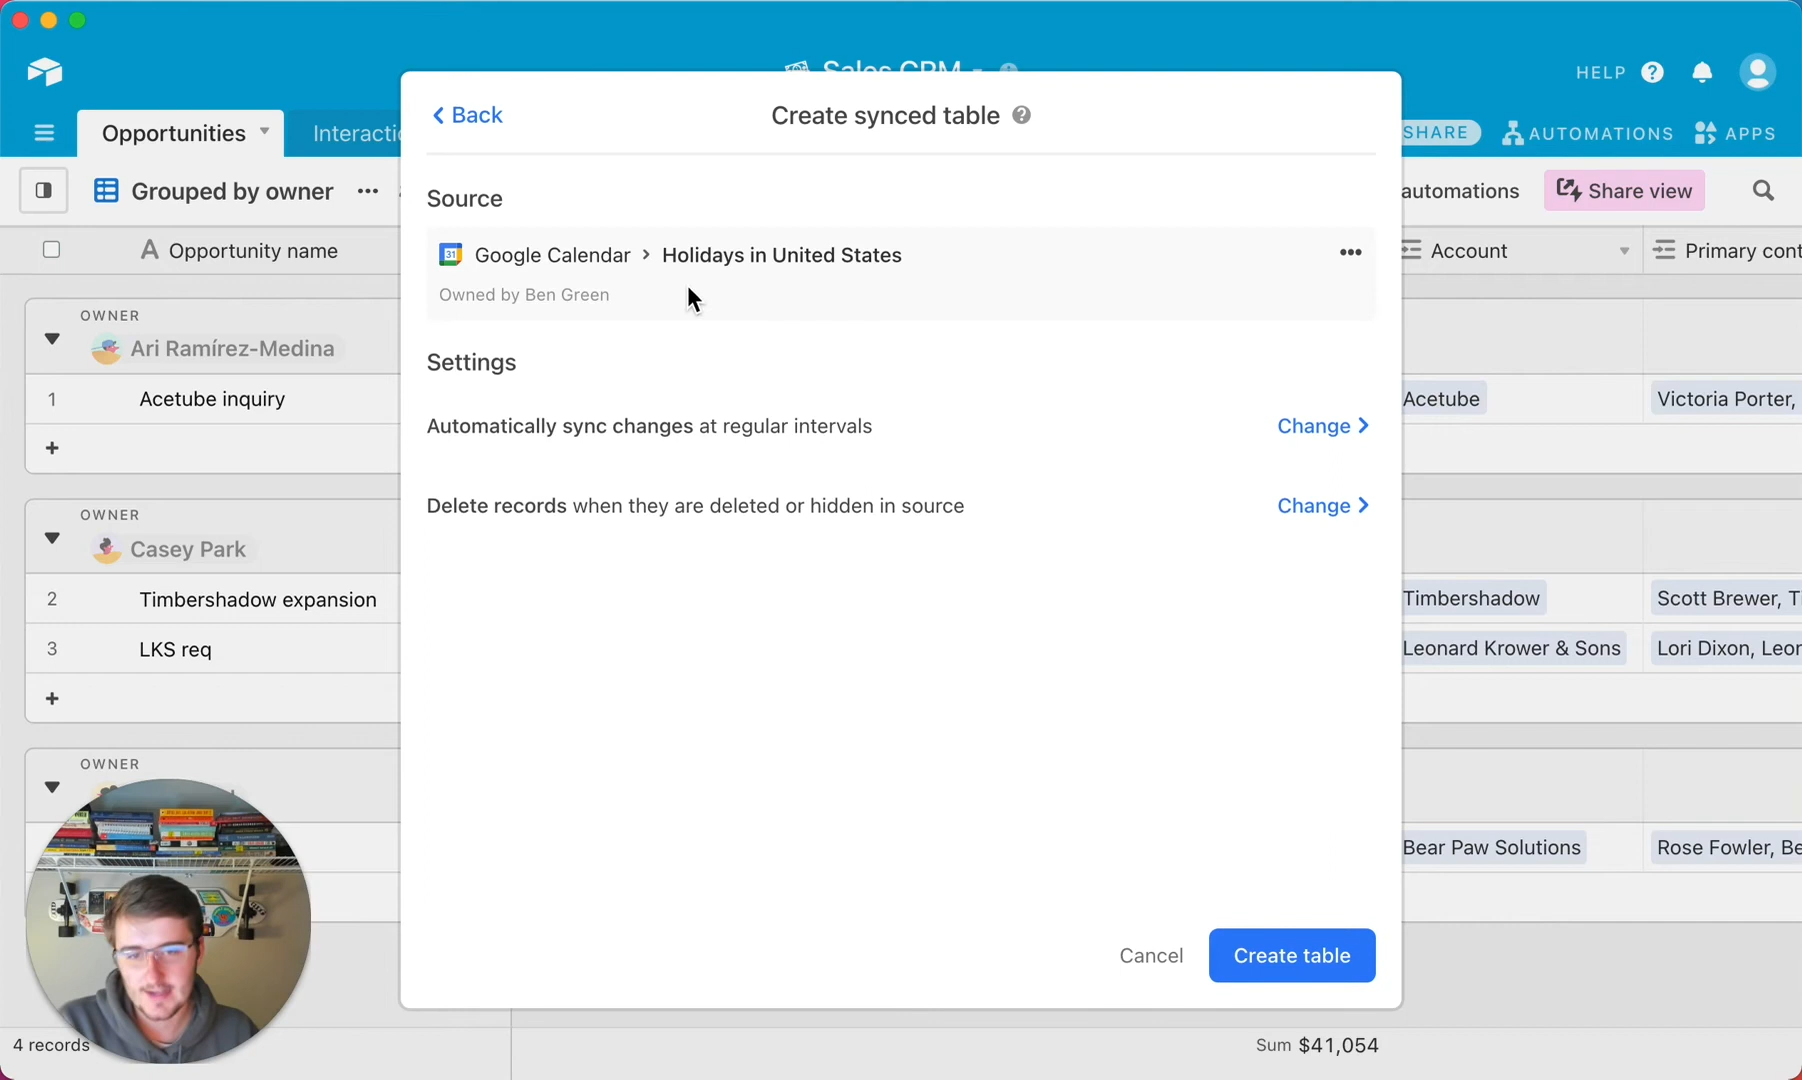 Sales CRM
HELP
Opportunities
Interactic
SHARE
AUTOMATIONS
APPS
Grouped by owner
automations
Share view
Opportunity name
Account
Primary cont
OWNER
Ari Ramírez-Medina
1
Acetube inquiry
Acetube
Victoria Porter,
OWNER
Casey Park
2
Timbershadow expansion
Timbershadow
Scott Brewer, T
3
LKS req
Leonard Krower & Sons
Lori Dixon, Leor
OWNER
Bear Paw Solutions
Rose Fowler, Be
4 records
Sum $41,054
Back
Create synced table
Source
31
Google Calendar > Holidays in United States
Owned by Ben Green
Settings
Automatically sync changes at regular intervals
Change
Delete records when they are deleted or hidden in source
Change
Cancel
Create table